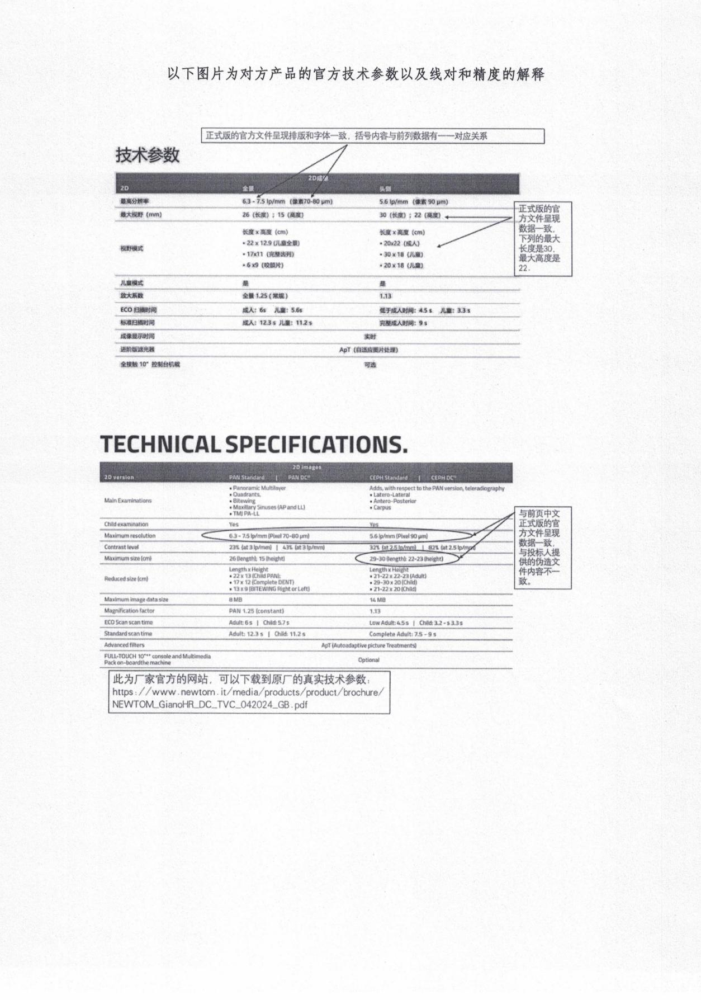 以下图片为对方产品的官方技术参数以及线对和精度的解释
正式版的官方文件呈现排版和字体一致，括号内容与前列数据有一一对应关系
技术参数
2D成像
2D 全景 头侧
最高分辨率 6.3 - 7.5 lp/mm （像素70-80 μm） 5.6 lp/mm （像素 90 μm）
最大视野 (mm) 26（长度）；15（高度） 30（长度）；22（高度）
视野模式
长度 x 高度 (cm) 长度 x 高度 (cm)
• 22 x 12.9 (儿童全景) • 20x22（成人）
• 17x11（完整齿列） • 30 x 18（儿童）
• 6 x9（咬颌片） • 20 x 18（儿童）
儿童模式 是 是
放大系数 全景 1.25 ( 常规 ) 1.13
ECO 扫描时间 成人：6s 儿童：5.6s 低于成人时间：4.5 s 儿童：3.3 s
标准扫描时间 成人：12.3 s 儿童：11.2 s 完整成人时间：9 s
成像显示时间 实时
进阶版滤光器 ApT（自适应图片处理）
全接触 10" 控制台机载 可选
正式版的官
方文件呈现
数据一致，
下列的最大
长度是30，
最大高度是
22.
TECHNICAL SPECIFICATIONS.
2D images
2D version PAN Standard | PAN DC CEPH Standard | CEPH DC
Main Examinations
• Panoramic Multilayer Adds, with respect to the PAN version, teleradiography
• Quadrants, • Latero-Lateral
• Bitewing • Antero-Posterior
• Maxillary Sinuses (AP and LL) • Carpus
• TMJ PA-LL
Child examination Yes Yes
Maximum resolution 6.3 - 7.5 lp/mm (Pixel 70-80 μm) 5.6 lp/mm (Pixel 90 μm)
Contrast level 23% (at 3 lp/mm) | 43% (at 3 lp/mm) 32% (at 2.5 lp/mm) | 82% (at 2.5 lp/mm)
Maximum size (cm) 26 (length); 15 (height) 29-30 (length); 22-23 (height)
Reduced size (cm)
Length x Height Length x Height
• 22 x 13 (Child PAN); • 21-22 x 22-23 (Adult)
• 17 x 12 (Complete DENT) • 29-30 x 20 (Child)
• 13 x 9 (BITEWING Right or Left) • 21-22 x 20 (Child)
Maximum image data size 8 MB 14 MB
Magnification factor PAN 1.25 (constant) 1.13
ECO Scan scan time Adult: 6 s | Child: 5.7 s Low Adult: 4.5 s | Child: 3.2 - s 3.3 s
Standard scan time Adult: 12.3 s | Child: 11.2 s Complete Adult: 7.5 - 9 s
Advanced filters ApT (Autoadaptive picture Treatments)
FULL-TOUCH 10"** console and Multimedia
Pack on-boardthe machine Optional
与前页中文
正式版的官
方文件呈现
数据一致，
与投标人提
供的伪造文
件内容不一
致。
此为厂家官方的网站，可以下载到原厂的真实技术参数：
https://www.newtom.it/media/products/product/brochure/
NEWTOM_GianoHR_DC_TVC_042024_GB.pdf